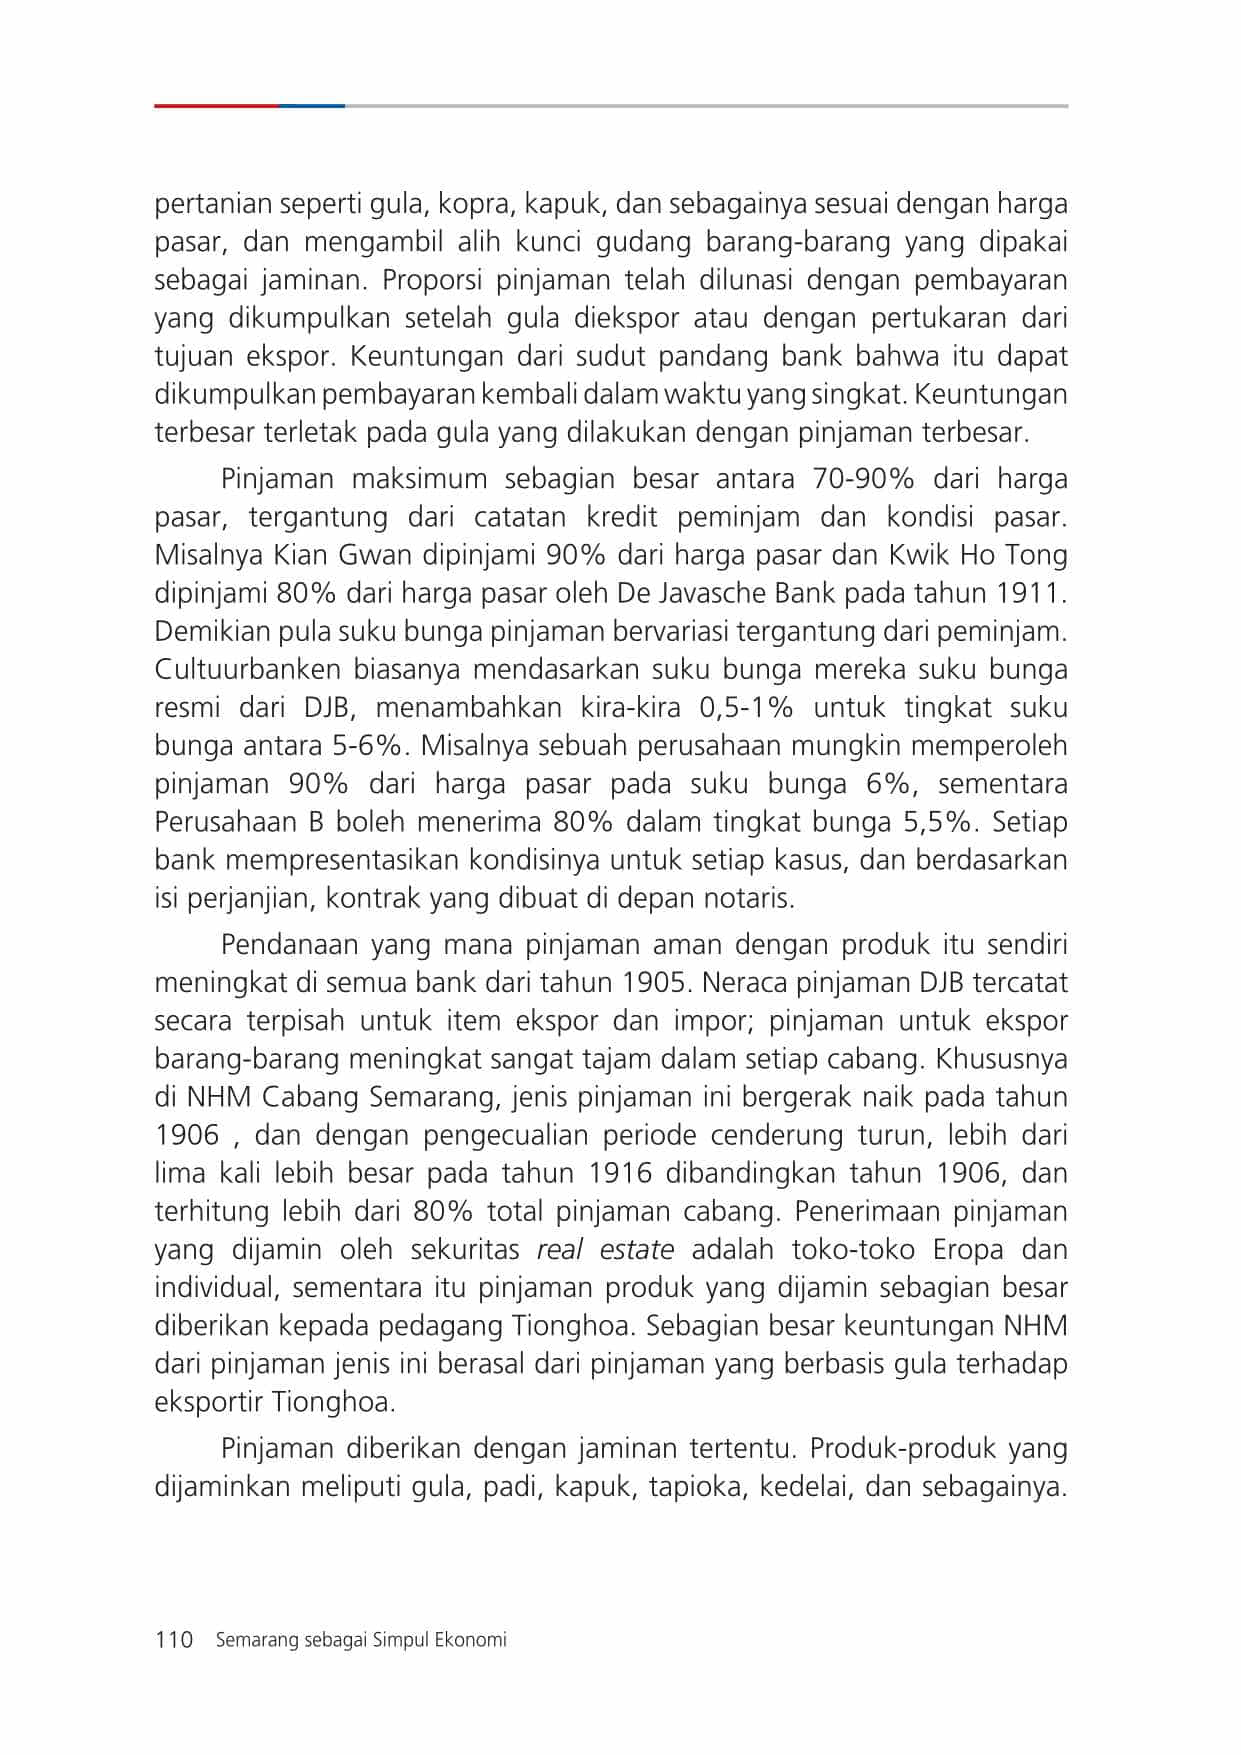 pertanian seperti gula, kopra, kapuk, dan sebagainya sesuai dengan harga
pasar, dan mengambil alih kunci gudang barang-barang yang dipakai
sebagai jaminan. Proporsi pinjaman telah dilunasi dengan pembayaran
yang dikumpulkan setelah gula diekspor atau dengan pertukaran dari
tujuan ekspor. Keuntungan dari sudut pandang bank bahwa itu dapat
dikumpulkan pembayaran kembali dalam waktu yang singkat. Keuntungan
terbesar terletak pada gula yang dilakukan dengan pinjaman terbesar.
Pinjaman maksimum sebagian besar antara 70-90% dari harga
pasar, tergantung dari catatan kredit peminjam dan kondisi pasar.
Misalnya Kian Gwan dipinjami 90% dari harga pasar dan Kwik Ho Tong
dipinjami 80% dari harga pasar oleh De Javasche Bank pada tahun 1911.
Demikian pula suku bunga pinjaman bervariasi tergantung dari peminjam.
Cultuurbanken biasanya mendasarkan suku bunga mereka suku bunga
resmi dari DJB, menambahkan kira-kira 0,5-1% untuk tingkat suku
bunga antara 5-6%. Misalnya sebuah perusahaan mungkin memperoleh
pinjaman 90% dari harga pasar pada suku bunga 6%, sementara
Perusahaan B boleh menerima 80% dalam tingkat bunga 5,5%. Setiap
bank mempresentasikan kondisinya untuk setiap kasus, dan berdasarkan
isi perjanjian, kontrak yang dibuat di depan notaris.
Pendanaan yang mana pinjaman aman dengan produk itu sendiri
meningkat di semua bank dari tahun 1905. Neraca pinjaman DJB tercatat
secara terpisah untuk item ekspor dan impor; pinjaman untuk ekspor
barang-barang meningkat sangat tajam dalam setiap cabang. Khususnya
di NHM Cabang Semarang, jenis pinjaman ini bergerak naik pada tahun
1906 , dan dengan pengecualian periode cenderung turun, lebih dari
lima kali lebih besar pada tahun 1916 dibandingkan tahun 1906, dan
terhitung lebih dari 80% total pinjaman cabang. Penerimaan pinjaman
yang dijamin oleh sekuritas real estate adalah toko-toko Eropa dan
individual, sementara itu pinjaman produk yang dijamin sebagian besar
diberikan kepada pedagang Tionghoa. Sebagian besar keuntungan NHM
dari pinjaman jenis ini berasal dari pinjaman yang berbasis gula terhadap
eksportir Tionghoa.
Pinjaman diberikan dengan jaminan tertentu. Produk-produk yang
dijaminkan meliputi gula, padi, kapuk, tapioka, kedelai, dan sebagainya.
110 Semarang sebagai Simpul Ekonomi